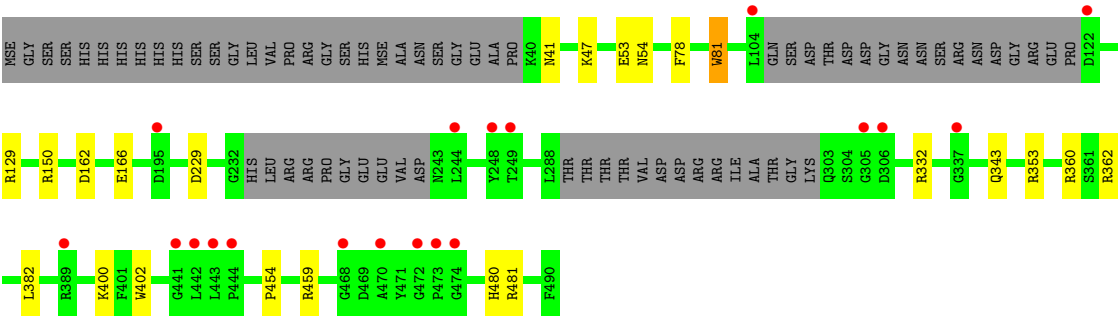 MSE GLY SER SER HIS HIS HIS HIS HIS HIS SER SER GLY LEU VAL PRO ARG GLY SER HIS MSE ALA ASN SER GLY GLU ALA PRO K40 N41 K47 E53 N54 F78 W81 L104 GLN SER ASP THR ASP ASP GLY ASN ASN SER ARG ASN ASP GLY ARG GLU PRO D122
R129 R150 D162 E166 D195 D229 G232 HIS LEU ARG ARG PRO GLY GLU GLU VAL ASP N243 L244 Y248 T249 L288 THR THR THR THR VAL ASP ASP ARG ARG ILE ALA THR GLY LYS Q303 S304 G305 D306 R332 G337 Q343 R353 R360 S361 R362
L382 R389 K400 F401 W402 G441 L442 L443 P444 P454 R459 G468 D469 A470 Y471 G472 P473 G474 H480 R481 F490